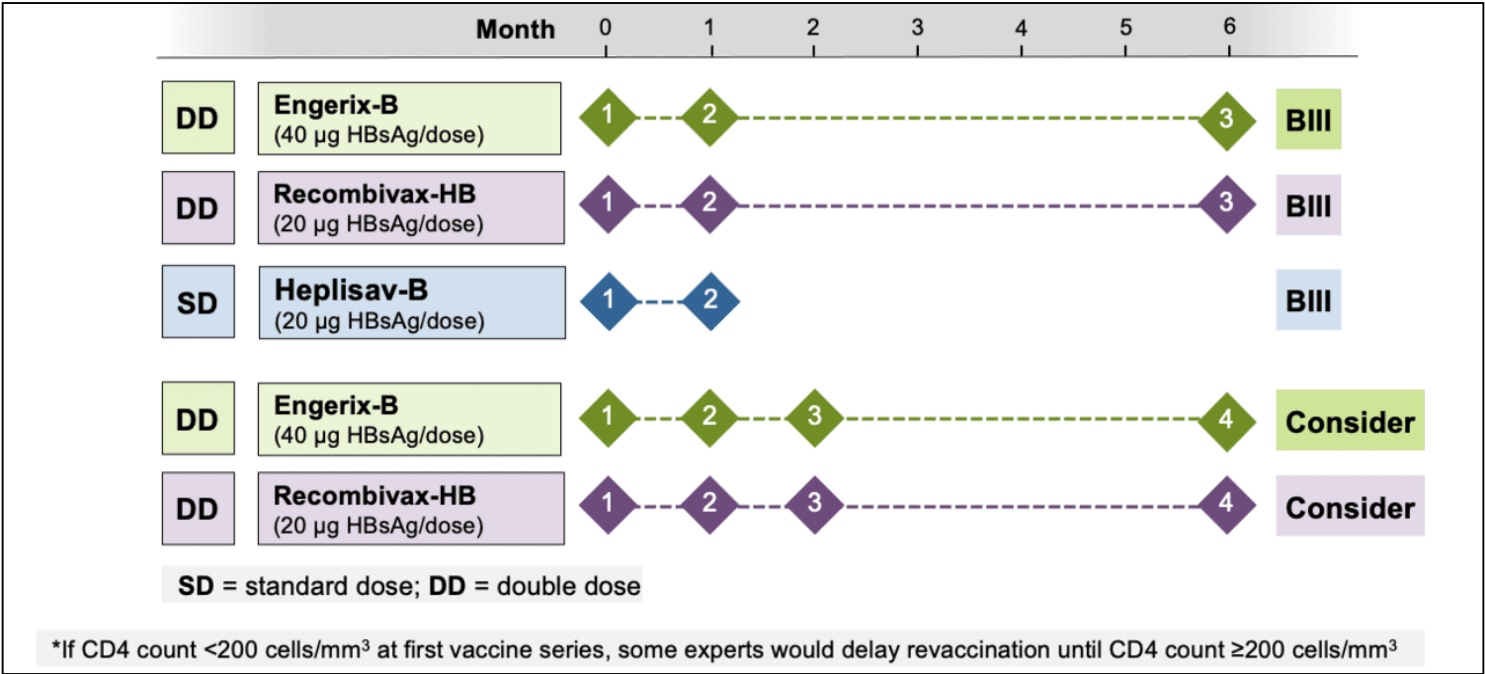 Month 0 1 2 3 4 5 6
DD Engerix-B 1 2 3 BIII
(40 µg HBsAg/dose)
DD Recombivax-HB 1 2 3 BIII
(20 µg HBsAg/dose)
SD Heplisav-B 1 2 BIII
(20 µg HBsAg/dose)
DD Engerix-B 1 2 3 4 Consider
(40 µg HBsAg/dose)
DD Recombivax-HB 1 2 3 4 Consider
(20 µg HBsAg/dose)
SD = standard dose; DD = double dose
*If CD4 count <200 cells/mm³ at first vaccine series, some experts would delay revaccination until CD4 count ≥200 cells/mm³